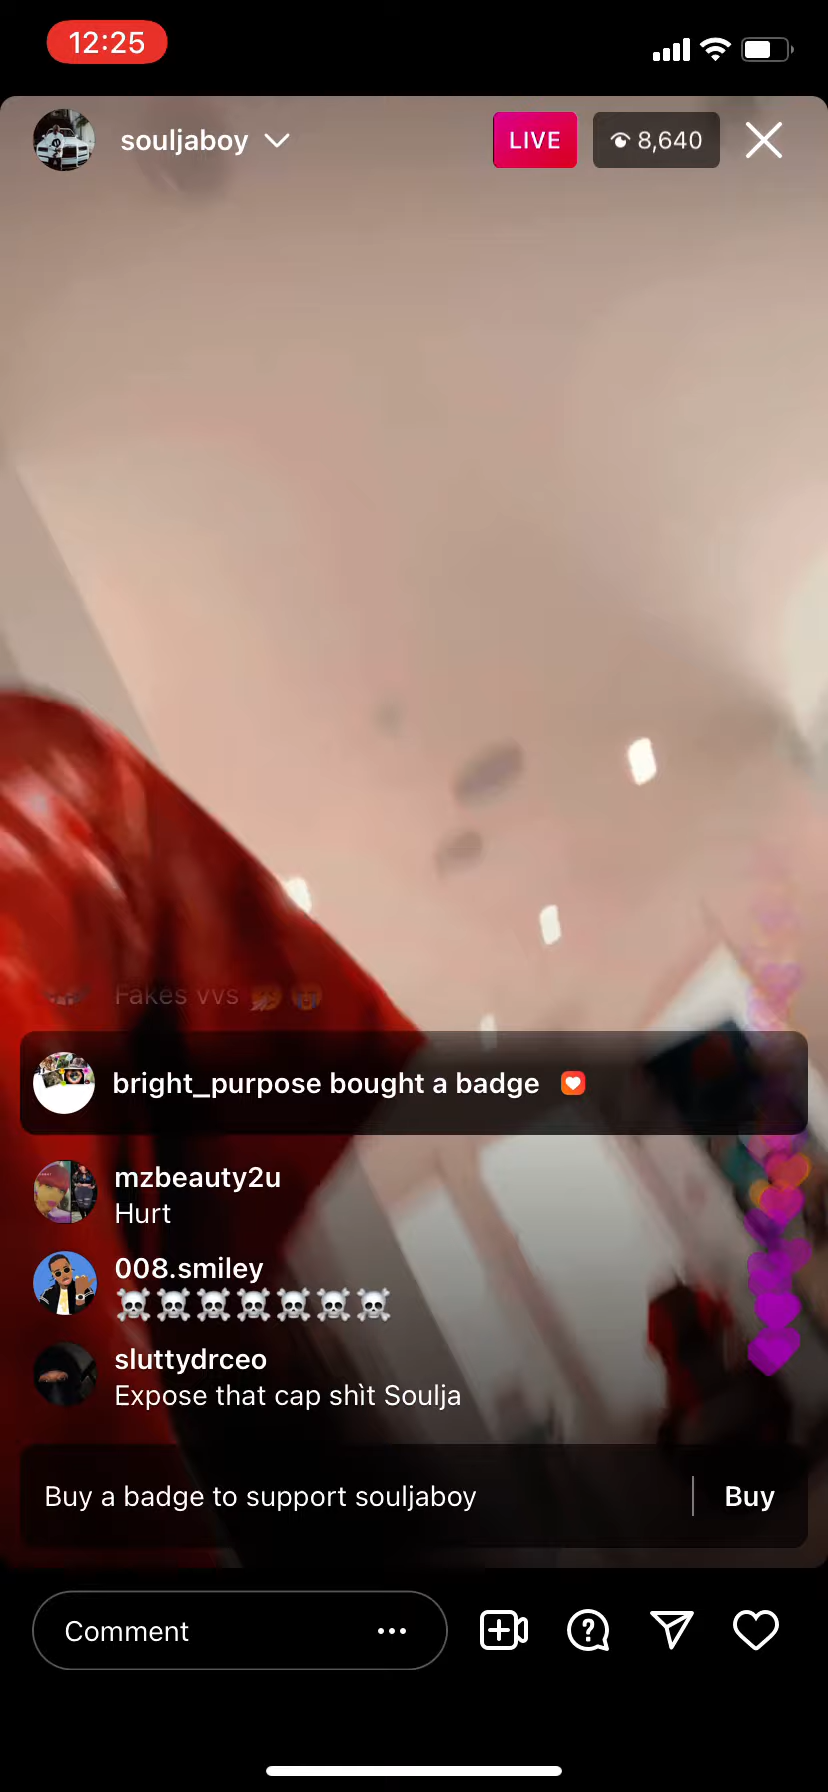 12:25
souljaboy
LIVE
8,640
Fakes vvs 🤧 😭
bright_purpose bought a badge
mzbeauty2u
Hurt
008.smiley
☠️☠️☠️☠️☠️☠️☠️
sluttydrceo
Expose that cap shìt Soulja
Buy a badge to support souljaboy
Buy
Comment